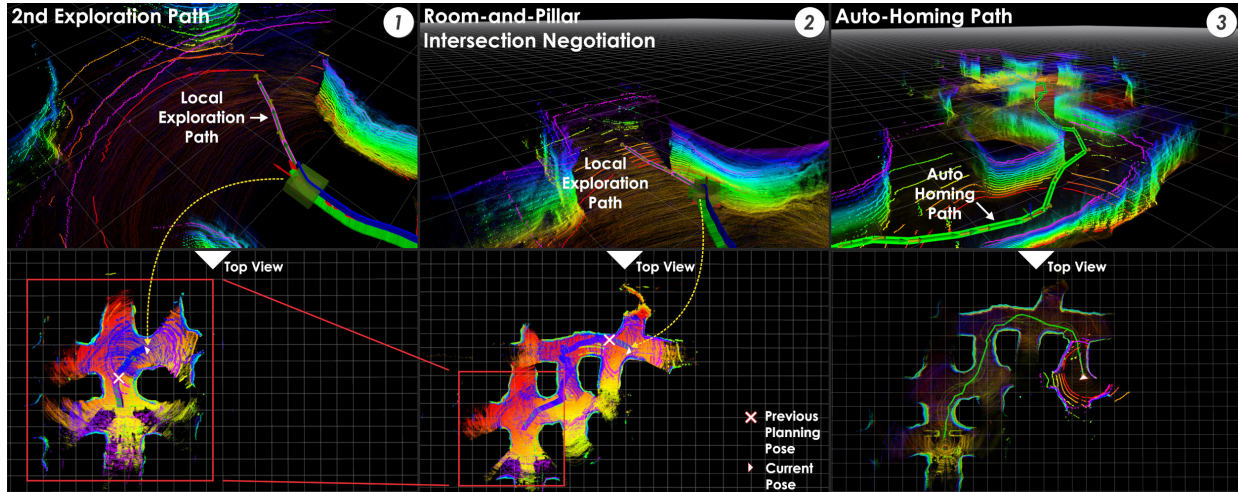 2nd Exploration Path
1
Local
Exploration
Path
Top View
Room-and-Pillar
Intersection Negotiation
2
Local
Exploration
Path
Top View
Previous
Planning
Pose
Current
Pose
Auto-Homing Path
3
Auto
Homing
Path
Top View